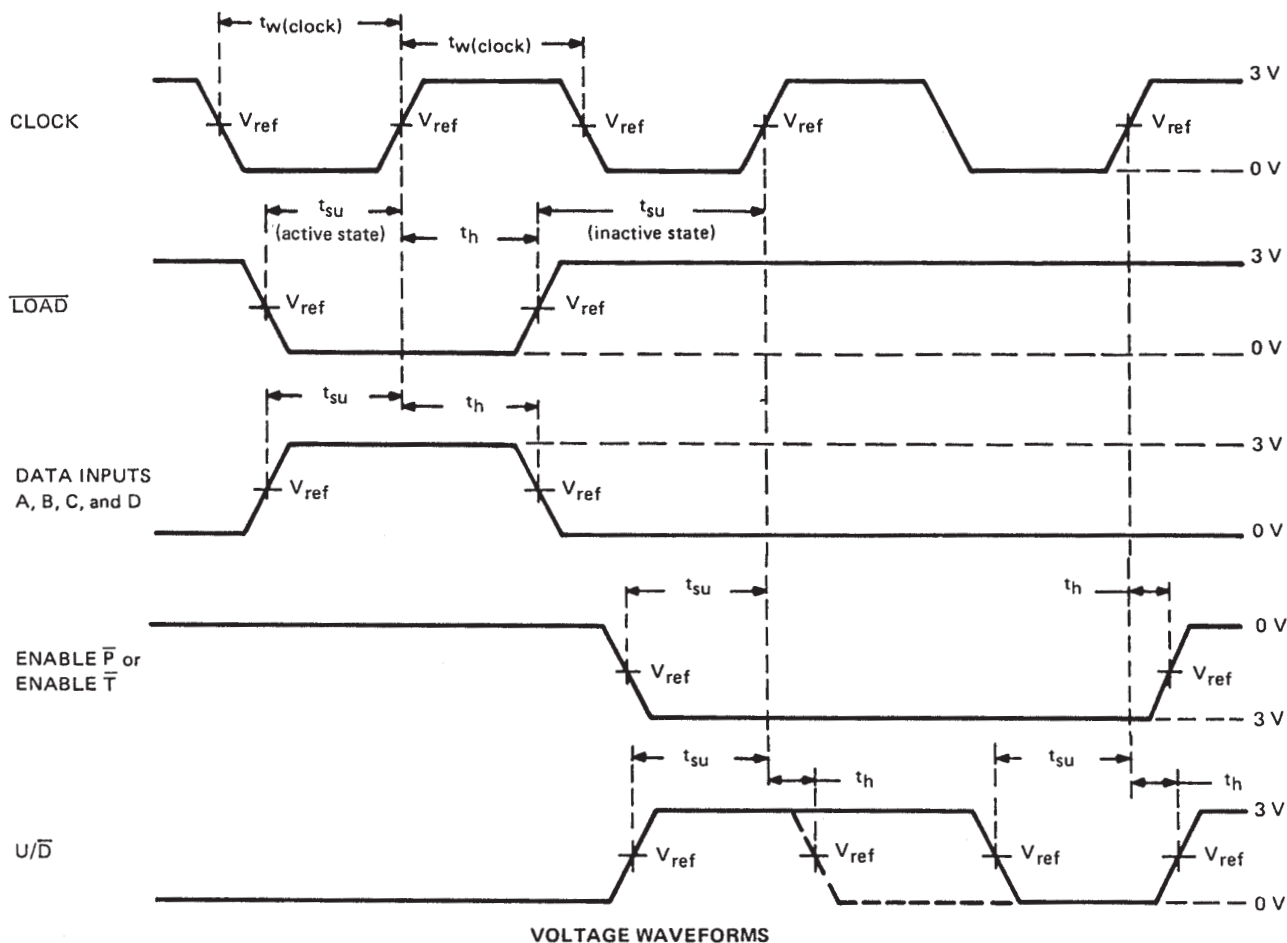 tw(clock)
tw(clock)
3 V
CLOCK
Vref
Vref
Vref
Vref
Vref
0 V
tsu
(active state)
th
tsu
(inactive state)
3 V
LOAD
Vref
Vref
0 V
tsu
th
3 V
DATA INPUTS
A, B, C, and D
Vref
Vref
0 V
tsu
th
0 V
ENABLE P̅ or
ENABLE T̅
Vref
Vref
3 V
tsu
th
tsu
th
3 V
U/D̅
Vref
Vref
Vref
Vref
0 V
VOLTAGE WAVEFORMS